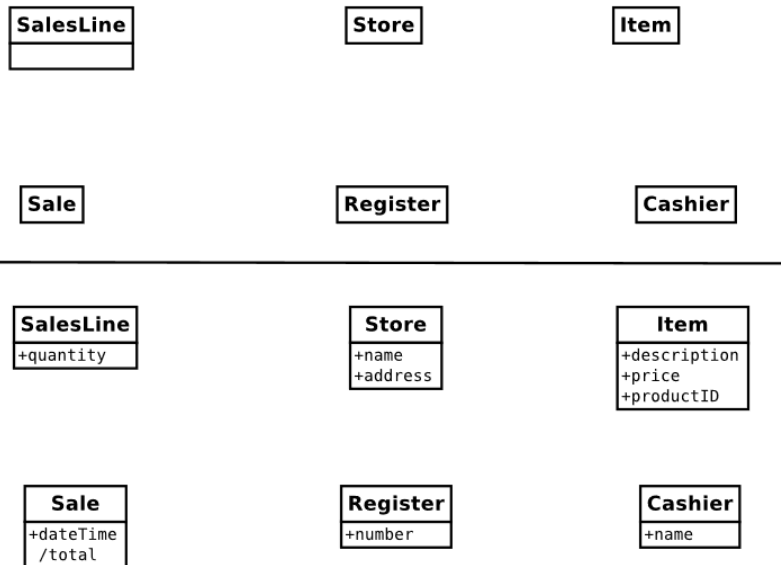 SalesLine
Store
Item
Sale
Register
Cashier
SalesLine
+quantity
Store
+name
+address
Item
+description
+price
+productID
Sale
+dateTime
/total
Register
+number
Cashier
+name